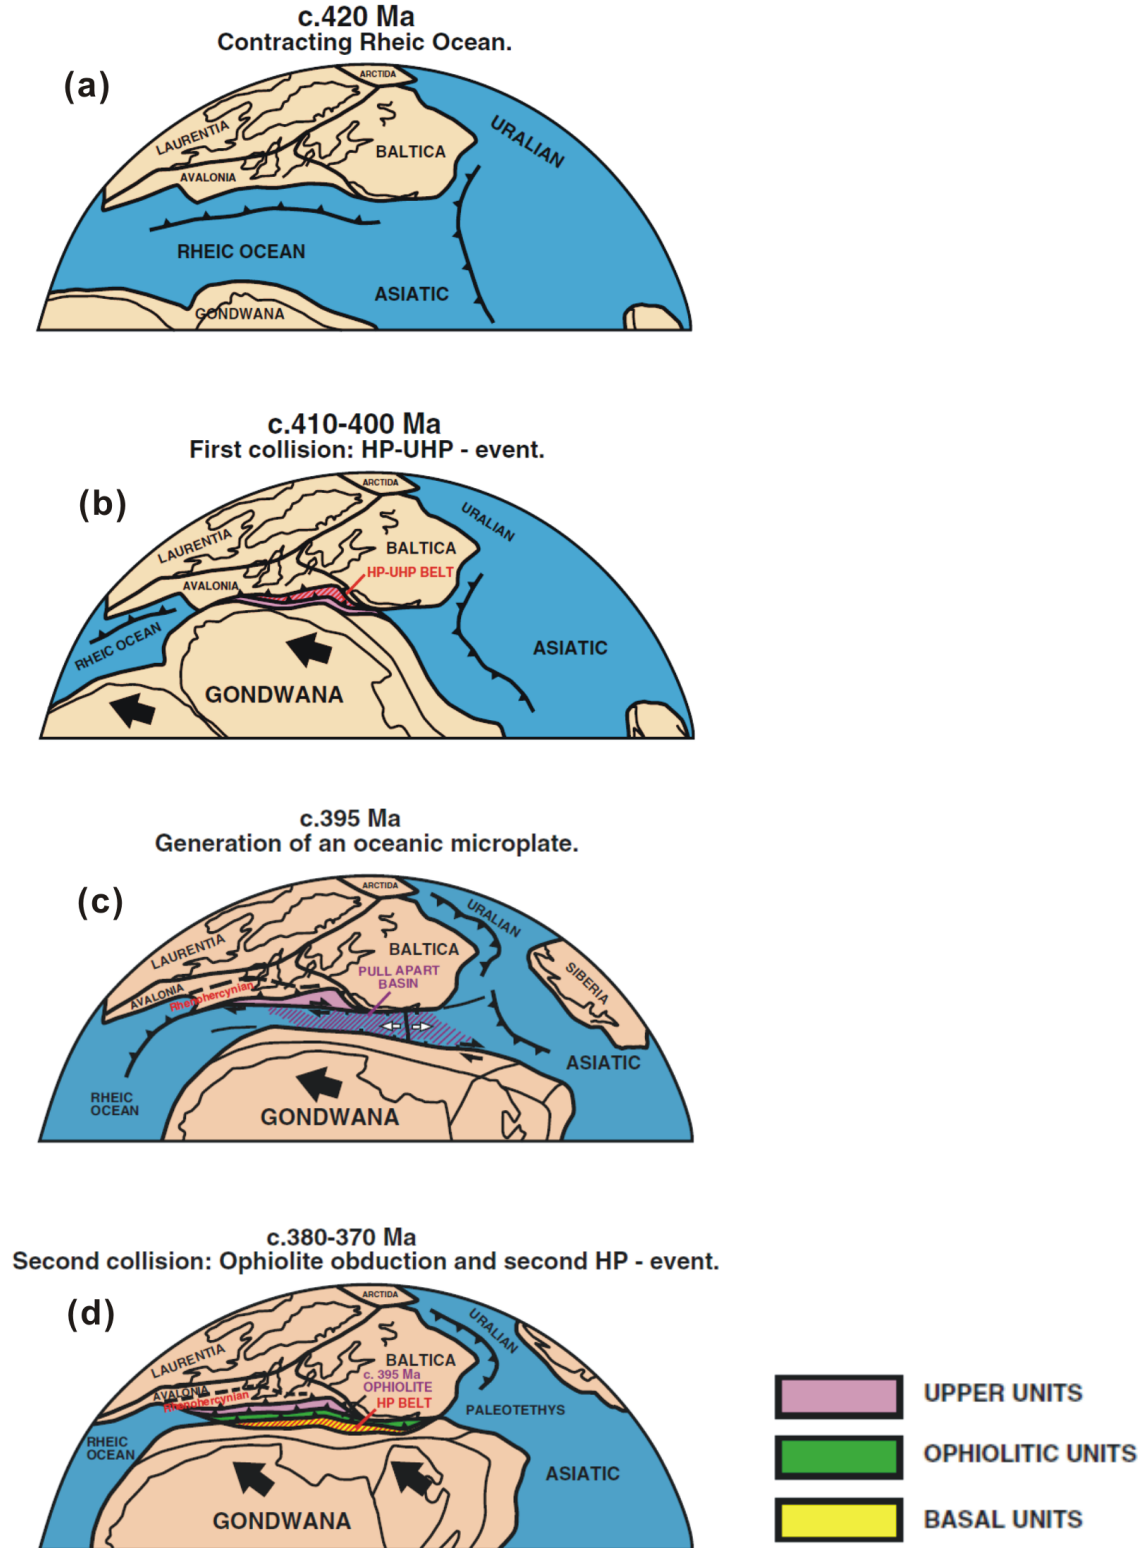 c.420 Ma
Contracting Rheic Ocean.
(a)
ARCTIDA
LAURENTIA
URALIAN
BALTICA
AVALONIA
RHEIC OCEAN
ASIATIC
GONDWANA
c.410-400 Ma
First collision: HP-UHP - event.
(b)
ARCTIDA
URALIAN
LAURENTIA
BALTICA
HP-UHP BELT
AVALONIA
RHEIC OCEAN
ASIATIC
GONDWANA
c.395 Ma
Generation of an oceanic microplate.
(c)
ARCTIDA
URALIAN
LAURENTIA
BALTICA
PULL APART
BASIN
SIBERIA
AVALONIA
Rhenohercynian
ASIATIC
RHEIC
OCEAN
GONDWANA
c.380-370 Ma
Second collision: Ophiolite obduction and second HP - event.
(d)
ARCTIDA
URALIAN
LAURENTIA
BALTICA
c. 395 Ma
OPHIOLITE
AVALONIA
Rhenohercynian
HP BELT
PALEOTETHYS
RHEIC
OCEAN
ASIATIC
GONDWANA
UPPER UNITS
OPHIOLITIC UNITS
BASAL UNITS